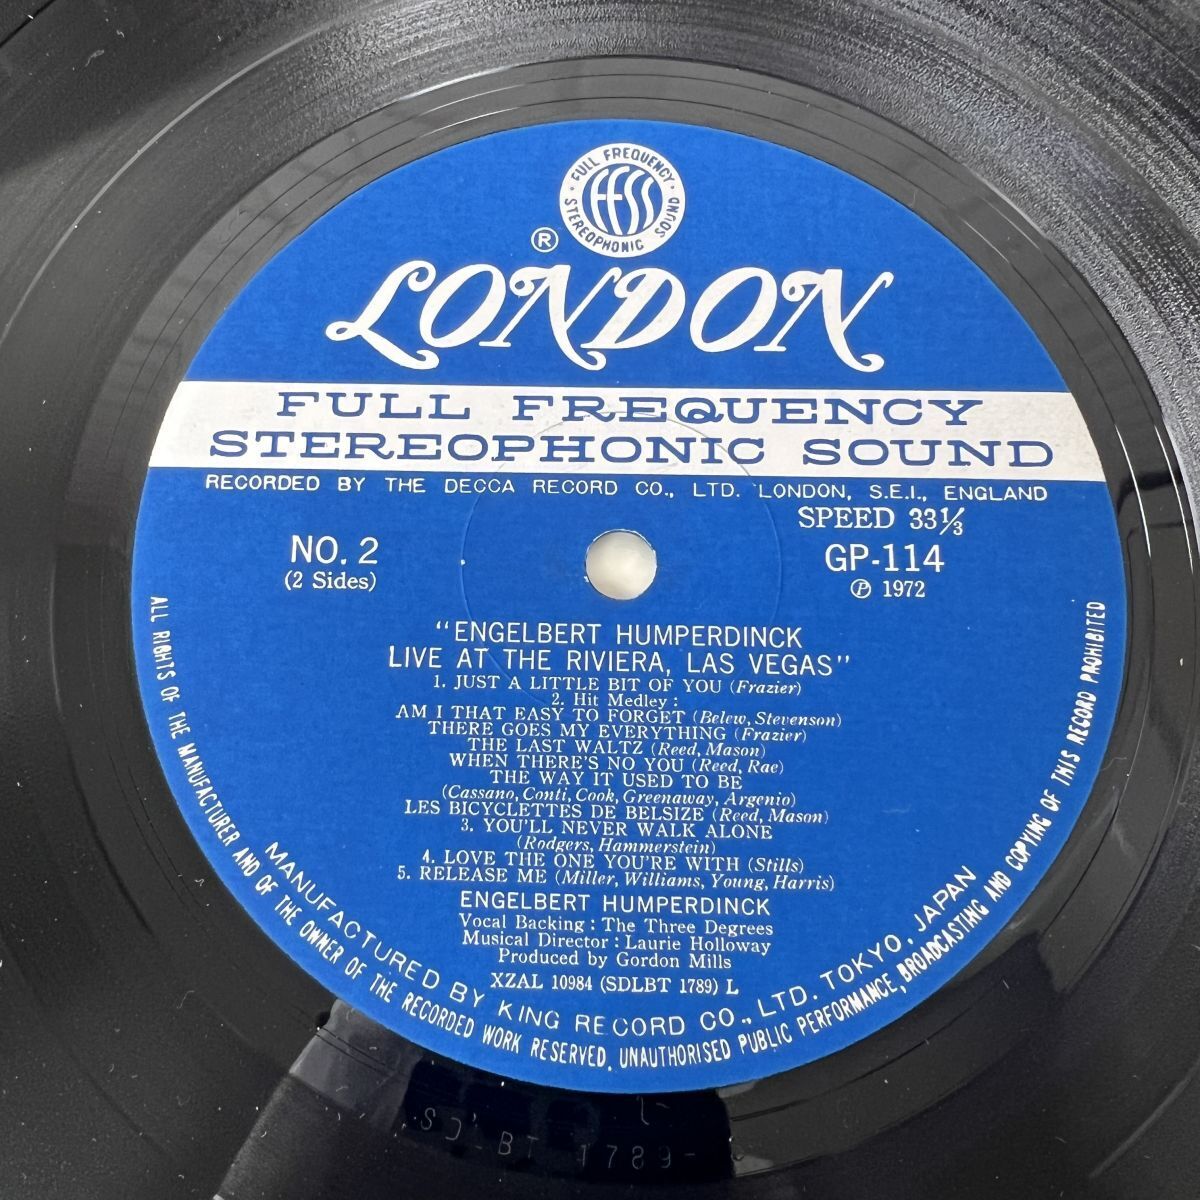 FULL FREQUENCY
FFSS
STEREOPHONIC SOUND
®
LONDON
FULL FREQUENCY
STEREOPHONIC SOUND
RECORDED BY THE DECCA RECORD CO., LTD. LONDON, S.E.I., ENGLAND
SPEED 33⅓
NO. 2
(2 Sides)
GP-114
℗ 1972
"ENGELBERT HUMPERDINCK
LIVE AT THE RIVIERA, LAS VEGAS"
1. JUST A LITTLE BIT OF YOU (Frazier)
2. Hit Medley :
AM I THAT EASY TO FORGET (Belew, Stevenson)
THERE GOES MY EVERYTHING (Frazier)
THE LAST WALTZ (Reed, Mason)
WHEN THERE'S NO YOU (Reed, Rae)
THE WAY IT USED TO BE
(Cassano, Conti, Cook, Greenaway, Argenio)
LES BICYCLETTES DE BELSIZE (Reed, Mason)
3. YOU'LL NEVER WALK ALONE
(Rodgers, Hammerstein)
4. LOVE THE ONE YOU'RE WITH (Stills)
5. RELEASE ME (Miller, Williams, Young, Harris)
ENGELBERT HUMPERDINCK
Vocal Backing : The Three Degrees
Musical Director : Laurie Holloway
Produced by Gordon Mills
XZAL 10984 (SDLBT 1789) L
MANUFACTURED BY KING RECORD CO., LTD. TOKYO, JAPAN
ALL RIGHTS OF THE MANUFACTURER AND OF THE OWNER OF THE RECORDED WORK RESERVED. UNAUTHORISED PUBLIC PERFORMANCE, BROADCASTING AND COPYING OF THIS RECORD PROHIBITED
BT 1789-